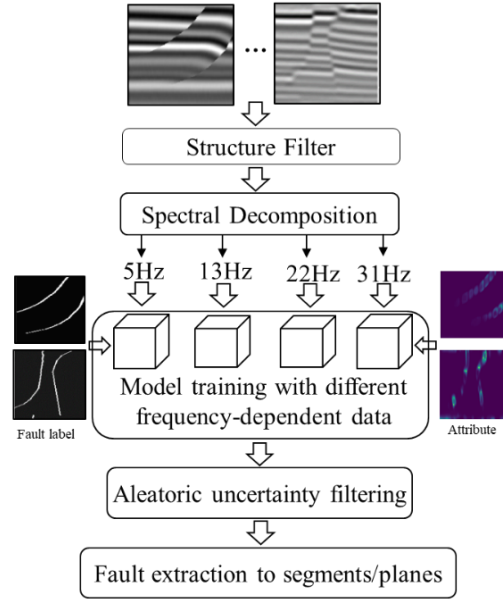 ...
Structure Filter
Spectral Decomposition
5Hz 13Hz 22Hz 31Hz
Model training with different
frequency-dependent data
Fault label
Attribute
Aleatoric uncertainty filtering
Fault extraction to segments/planes